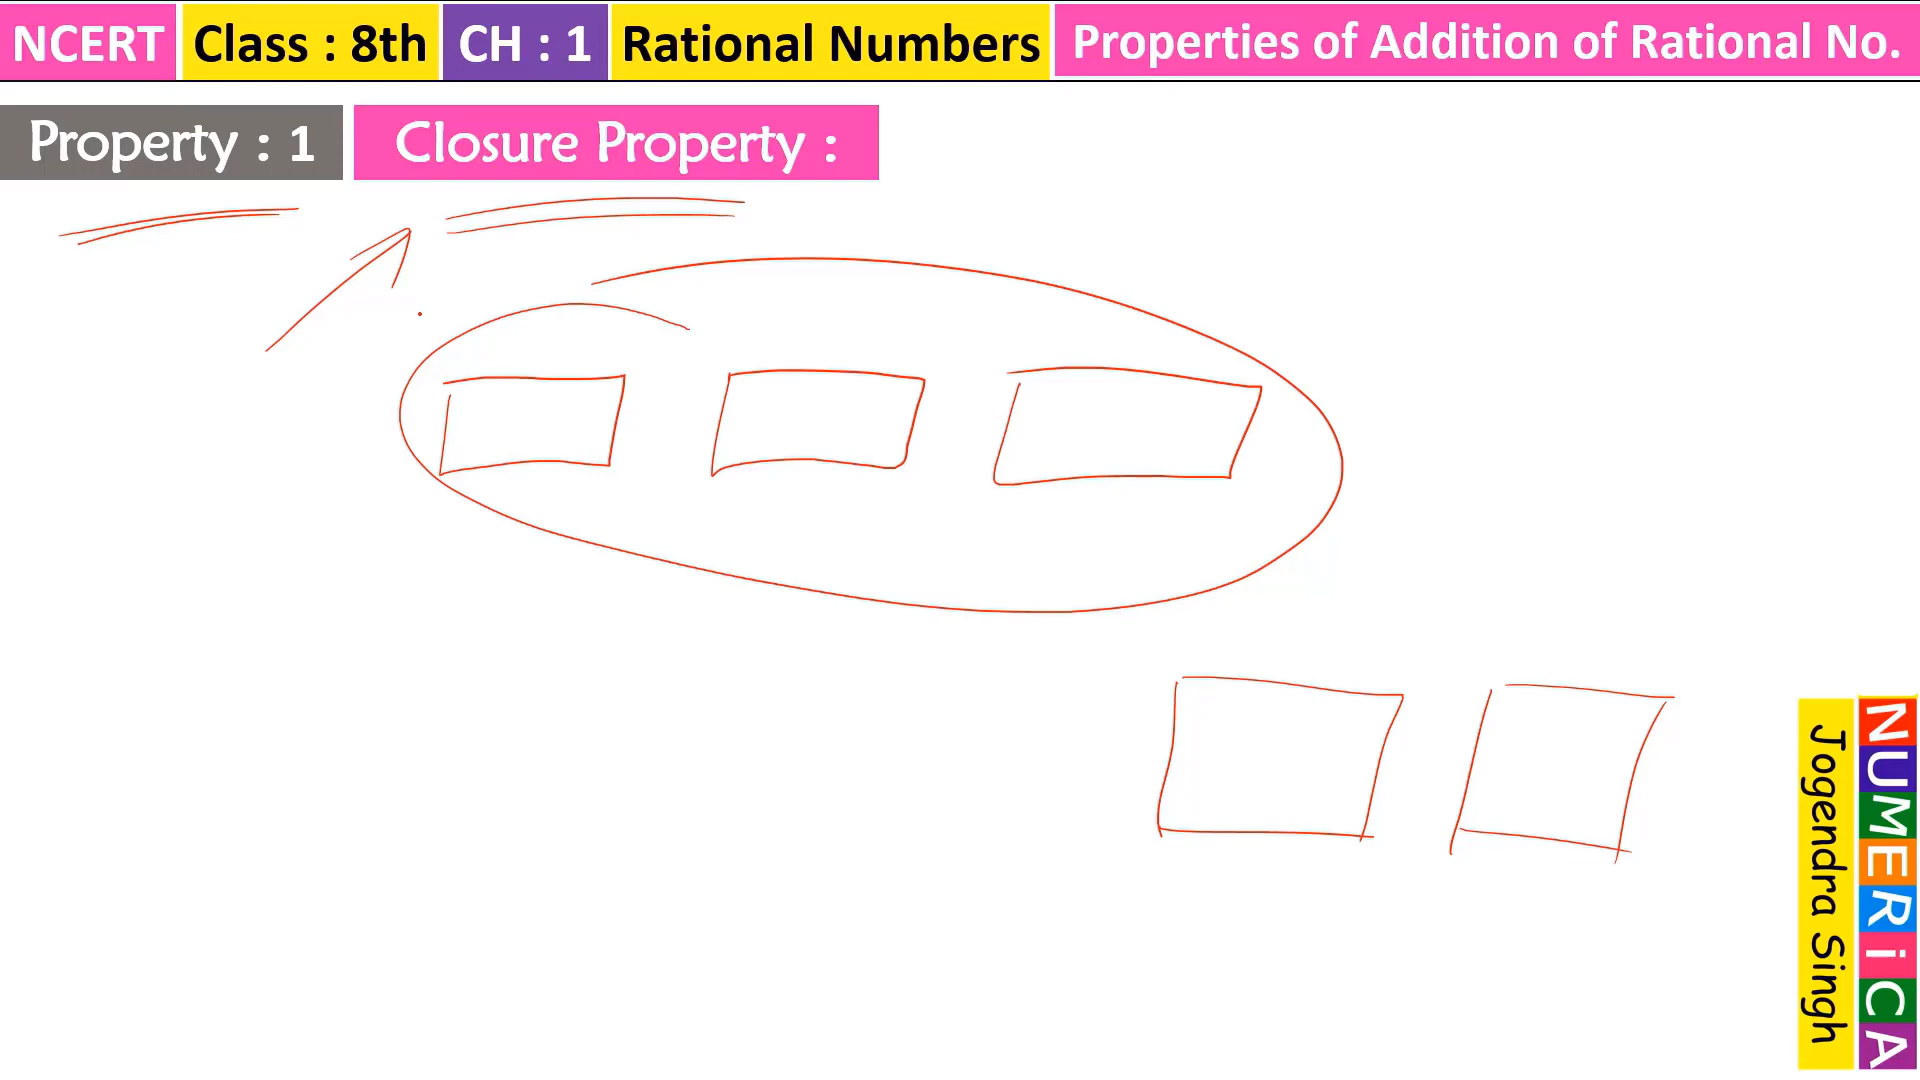 NCERT Class : 8th CH : 1 Rational Numbers Properties of Addition of Rational No.
Property : 1 Closure Property :
NUMERiCA
Jogendra Singh